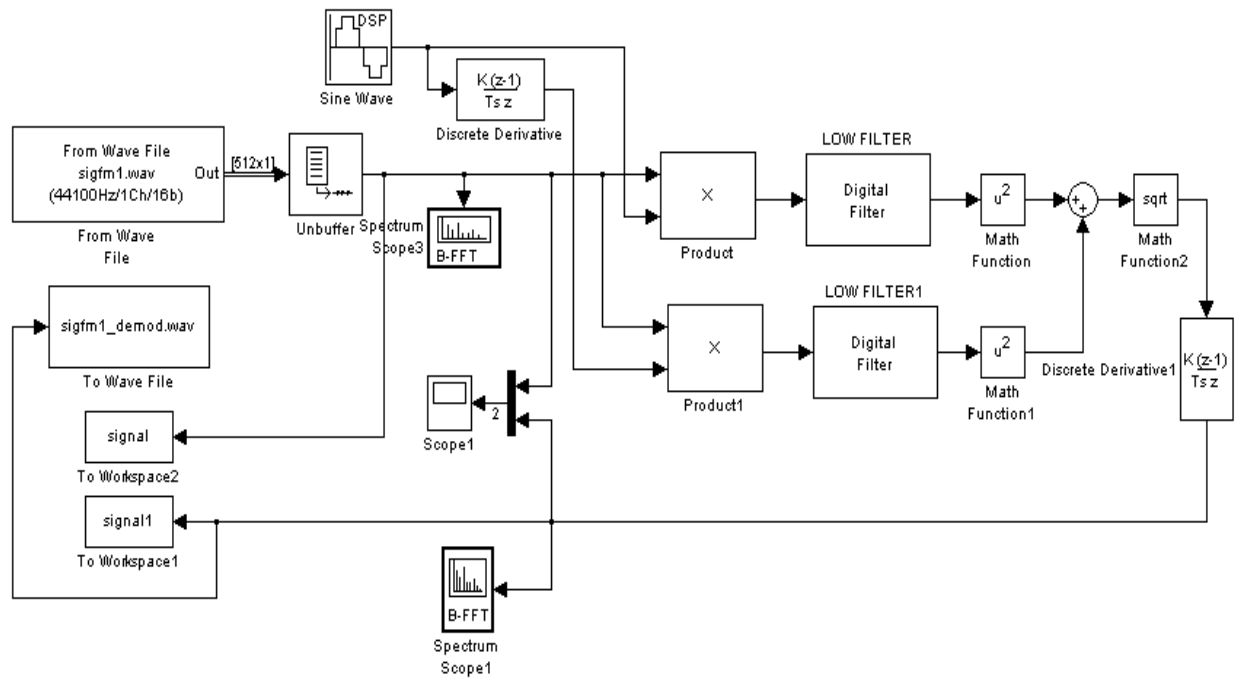 DSP
Sine Wave
K (z-1)
Ts z
Discrete Derivative
From Wave File
sigfm1.wav
(44100Hz/1Ch/16b)
Out
From Wave
File
[512x1]
Unbuffer
Spectrum
Scope3
B-FFT
X
Product
LOW FILTER
Digital
Filter
u2
Math
Function
+
+
sqrt
Math
Function2
sigfm1_demod.wav
To Wave File
X
Product1
LOW FILTER1
Digital
Filter
u2
Math
Function1
Discrete Derivative1
K (z-1)
Ts z
2
Scope1
signal
To Workspace2
signal1
To Workspace1
B-FFT
Spectrum
Scope1